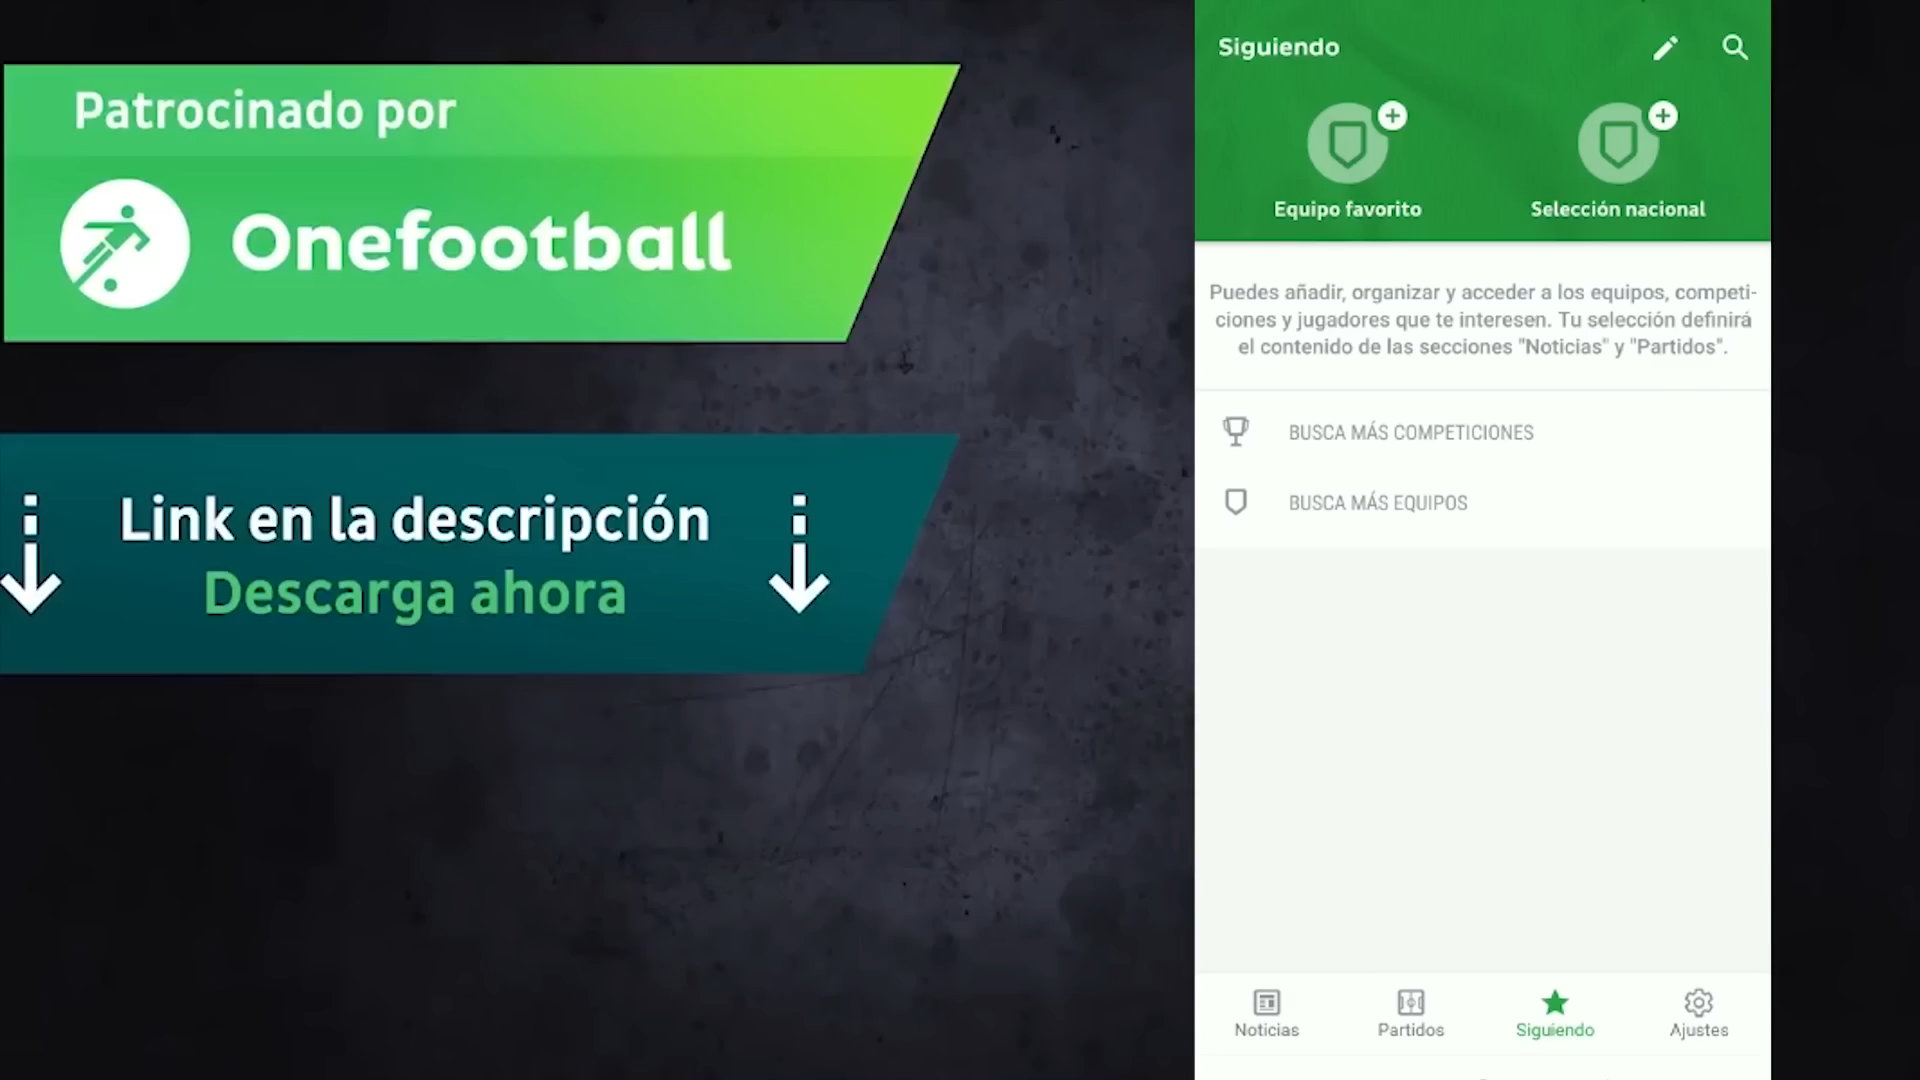 Patrocinado por
Onefootball
Link en la descripción
Descarga ahora
Siguiendo
Equipo favorito
Selección nacional
Puedes añadir, organizar y acceder a los equipos, competi-
ciones y jugadores que te interesen. Tu selección definirá
el contenido de las secciones "Noticias" y "Partidos".
BUSCA MÁS COMPETICIONES
BUSCA MÁS EQUIPOS
Noticias
Partidos
Siguiendo
Ajustes